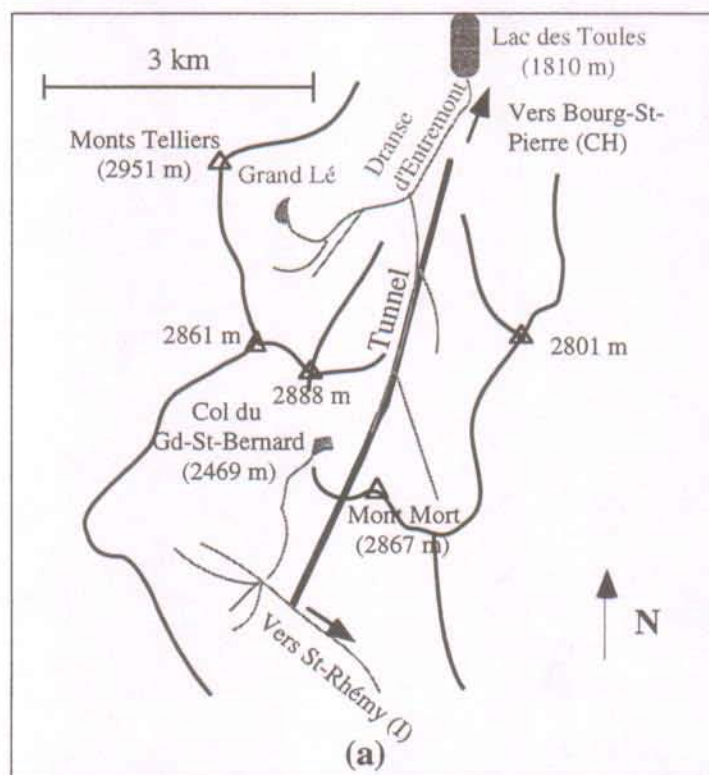 Lac des Toules
(1810 m)
3 km
Vers Bourg-St-
Pierre (CH)
Dranse
d'Entremont
Monts Telliers
(2951 m)
Grand Lé
Tunnel
2861 m
2801 m
2888 m
Col du
Gd-St-Bernard
(2469 m)
Mont Mort
(2867 m)
N
Vers St-Rhémy (I)
(a)